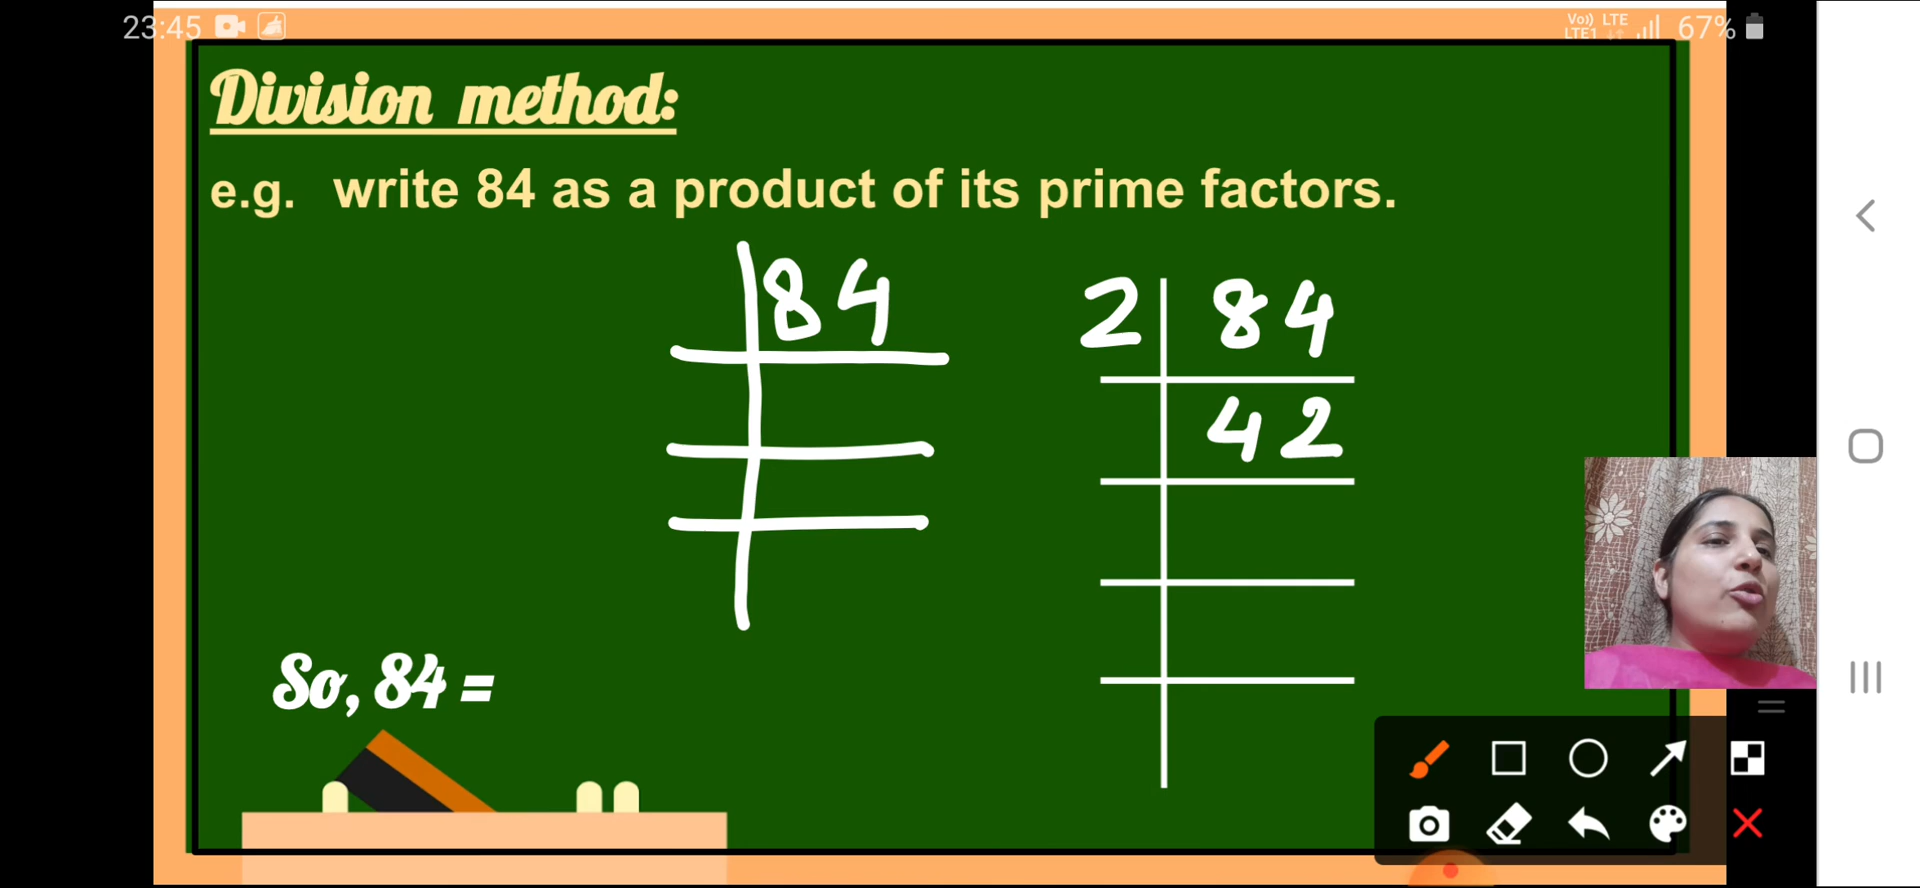 23:45
Vo)) LTE
LTE1
67%
Division method:
e.g. write 84 as a product of its prime factors.
84
2 84
42
So, 84 =